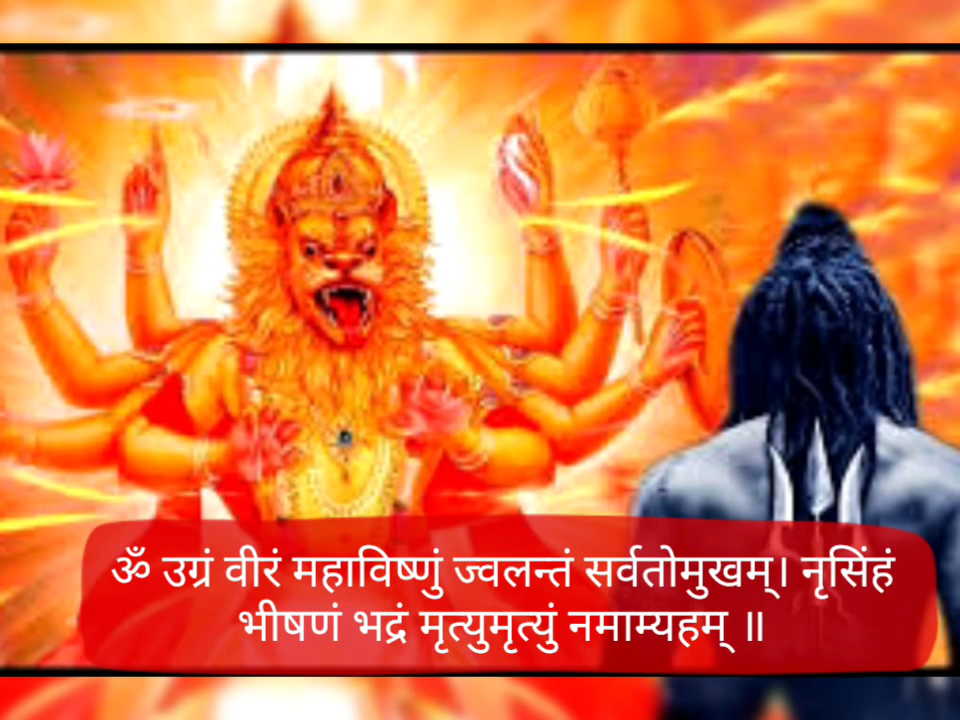 ॐ उग्रं वीरं महाविष्णुं ज्वलन्तं सर्वतोमुखम्। नृसिंहं
भीषणं भद्रं मृत्युमृत्युं नमाम्यहम् ॥